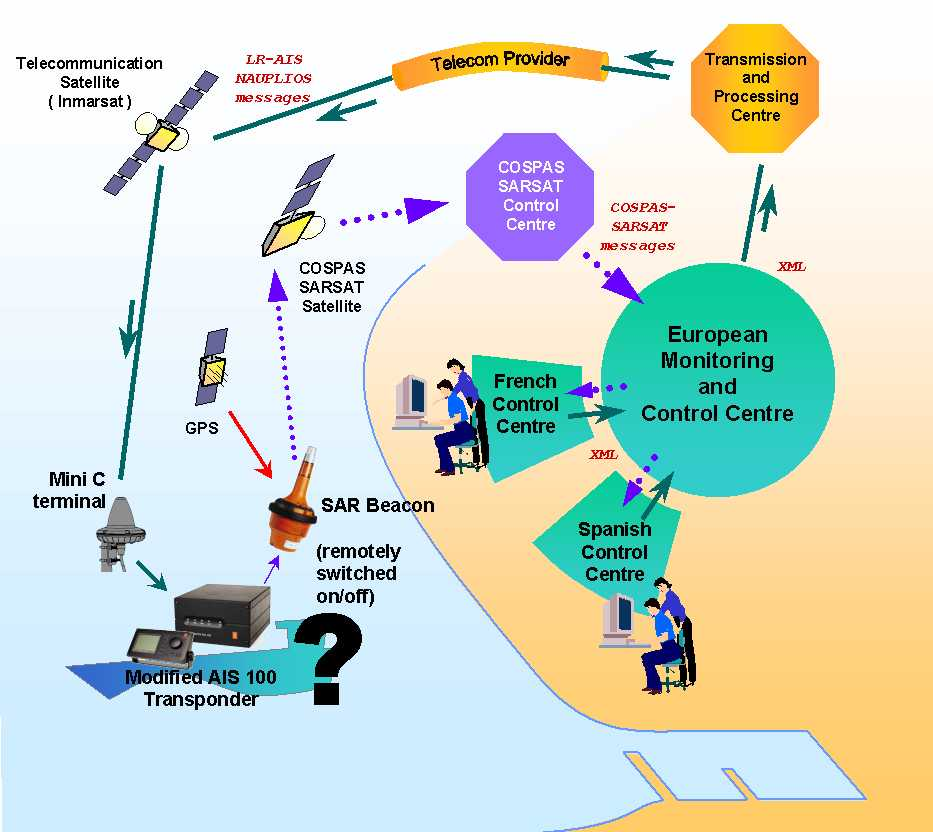 Telecommunication
Satellite
( Inmarsat )
LR-AIS
NAUPLIOS
messages
Telecom Provider
Transmission
and
Processing
Centre
COSPAS
SARSAT
Control
Centre
COSPAS-
SARSAT
messages
XML
COSPAS
SARSAT
Satellite
European
Monitoring
and
Control Centre
French
Control
Centre
GPS
XML
Mini C
terminal
SAR Beacon
(remotely
switched
on/off)
Spanish
Control
Centre
?
Modified AIS 100
Transponder